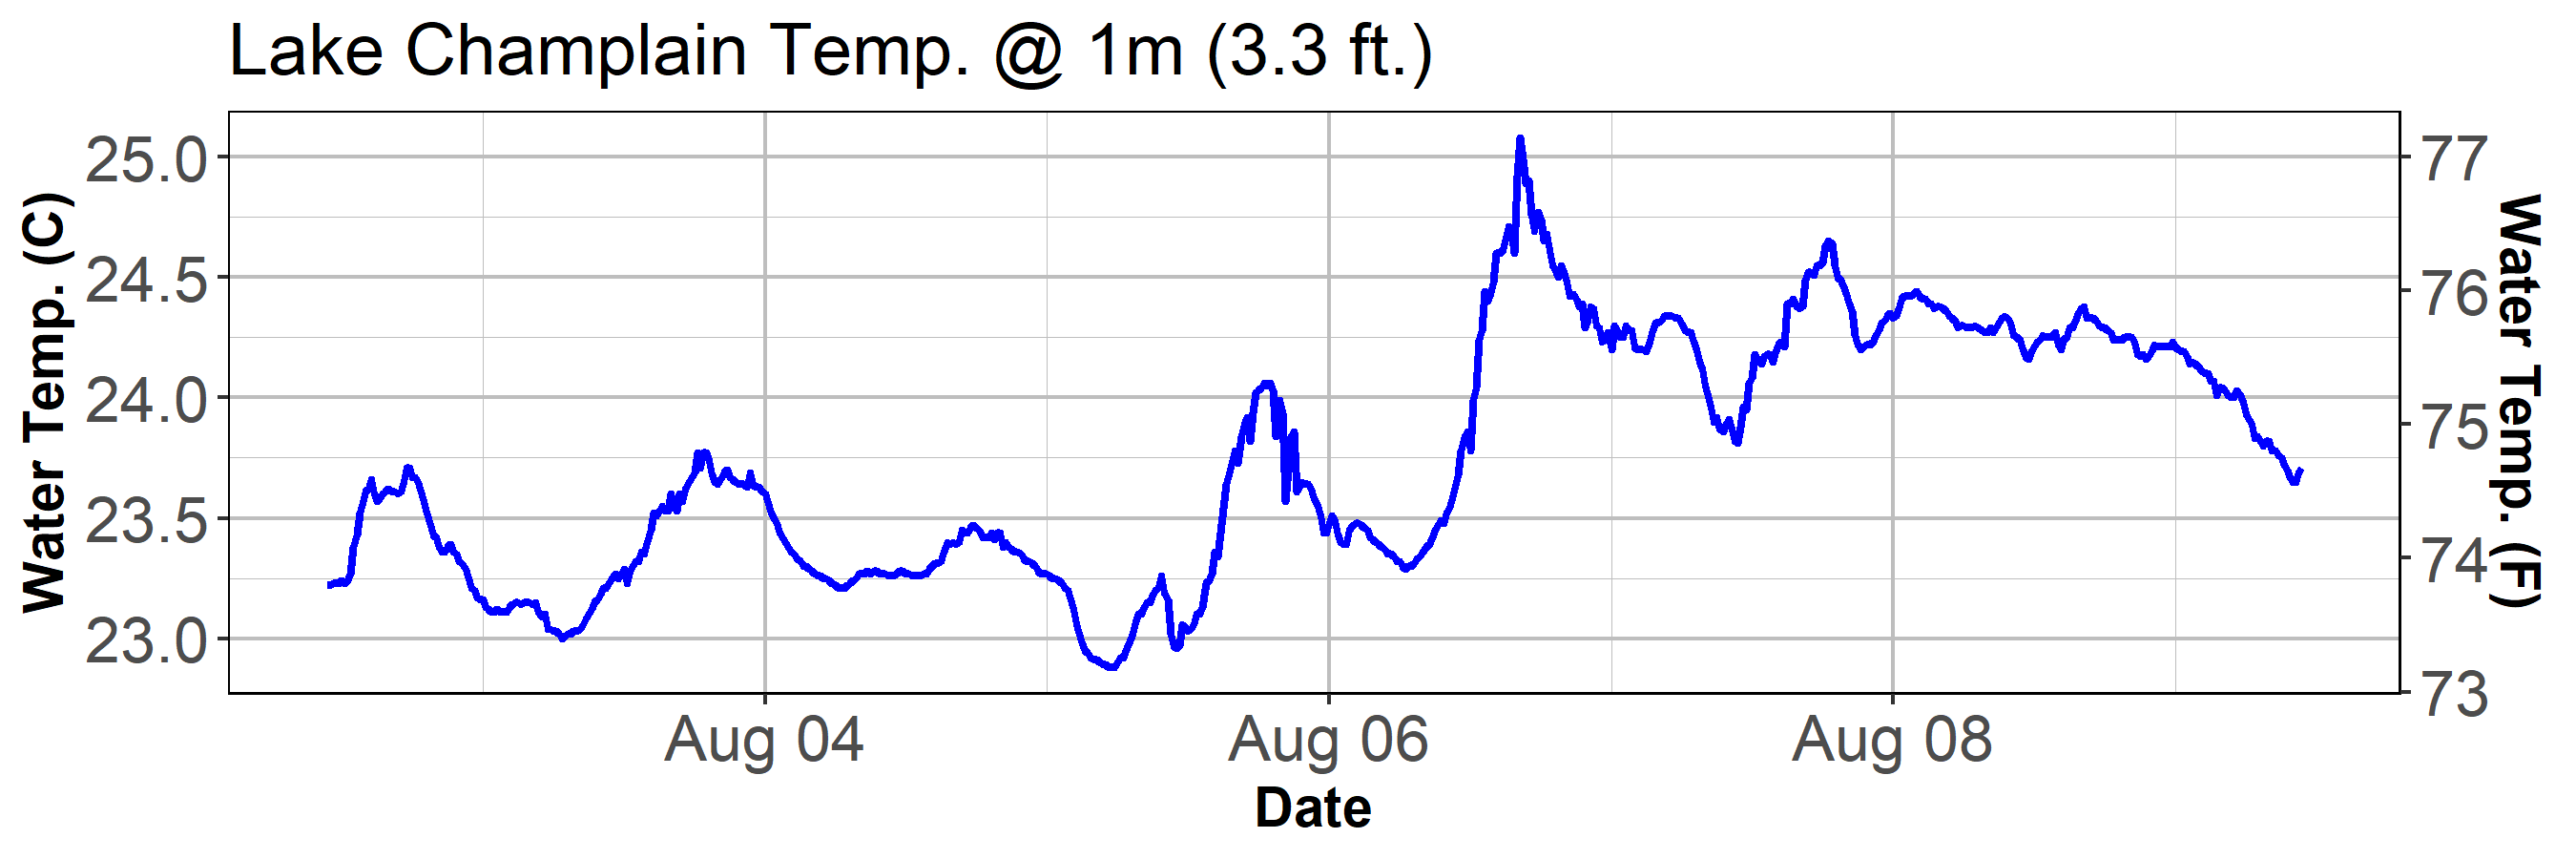 Lake Champlain Temp. @ 1m (3.3 ft.)
Water Temp. (C)
25.0
24.5
24.0
23.5
23.0
77
76
75
74
73
Water Temp. (F)
Aug 04
Aug 06
Aug 08
Date